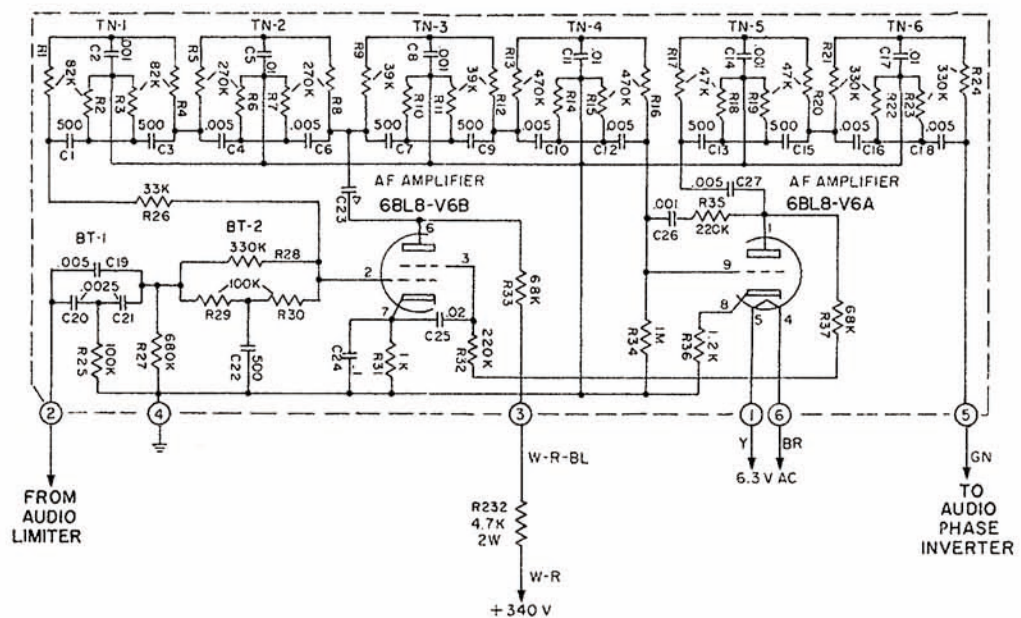 TN-1 TN-2 TN-3 TN-4 TN-5 TN-6
R1 C2 .001 R5 C5 .01 R9 C8 .001 R13 C11 .01 R17 C14 .001 R21 C17 .01
82K 82K 270K 270K 39K 39K 470K 470K 47K 47K 330K 330K
R2 R3 R4 R6 R7 R8 R10 R11 R12 R14 R15 R16 R18 R19 R20 R22 R23 R24
500 500 .005 .005 500 500 .005 .005 500 500 .005 .005
C1 C3 C4 C6 C7 C9 C10 C12 C13 C15 C16 C18
33K
R26
C23
AF AMPLIFIER
6BL8-V6B
.005 C27
AF AMPLIFIER
6BL8-V6A
.001 R35
C26 220K
BT-1
BT-2
330K R28
.005 C19
.0025
C20 C21
100K
R29 R30
R25 100K
R27 680K
C22 500
6
2 3
7
.02
C25
C24 .1
R31 1K
R32 220K
R33 68K
1
9
8
5 4
R34 1M
R36 1.2K
R37 68K
2 4 3 1 6 5
Y BR
6.3 V AC
GN
W-R-BL
FROM
AUDIO
LIMITER
R232
4.7K
2W
W-R
+340 V
TO
AUDIO
PHASE
INVERTER